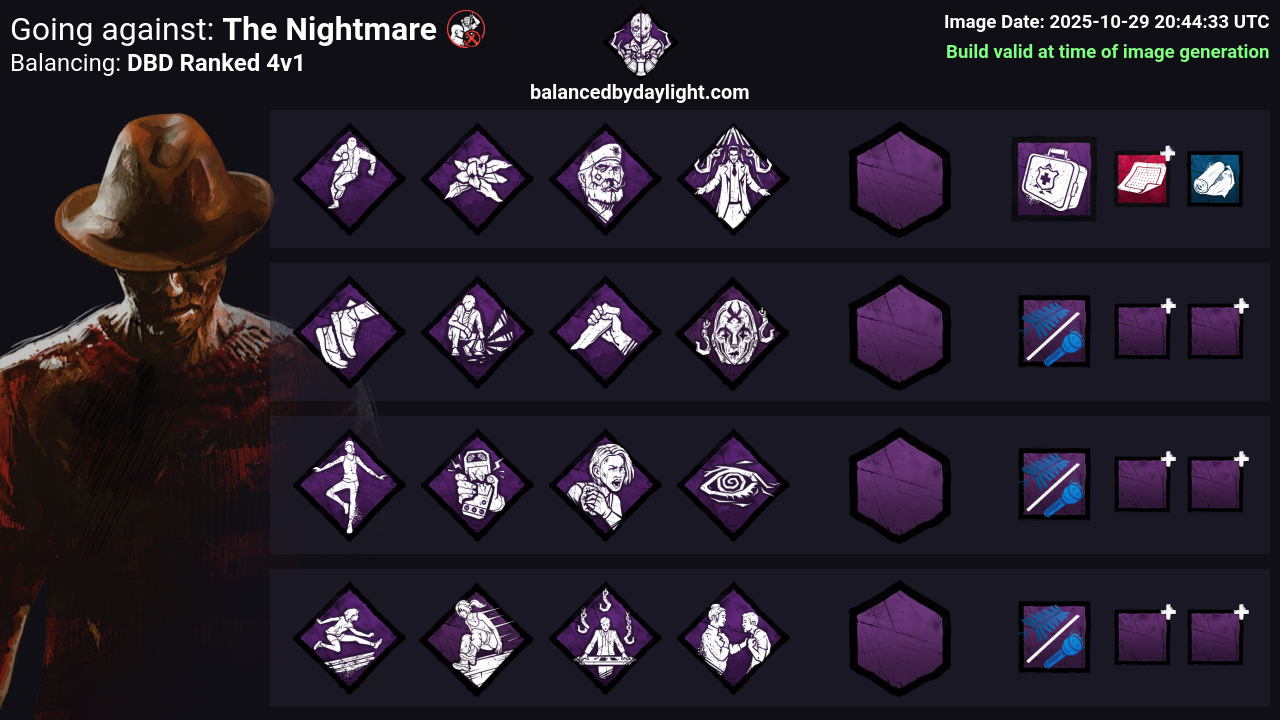 Going against: The Nightmare
Balancing: DBD Ranked 4v1
balancedbydaylight.com
Image Date: 2025-10-29 20:44:33 UTC
Build valid at time of image generation